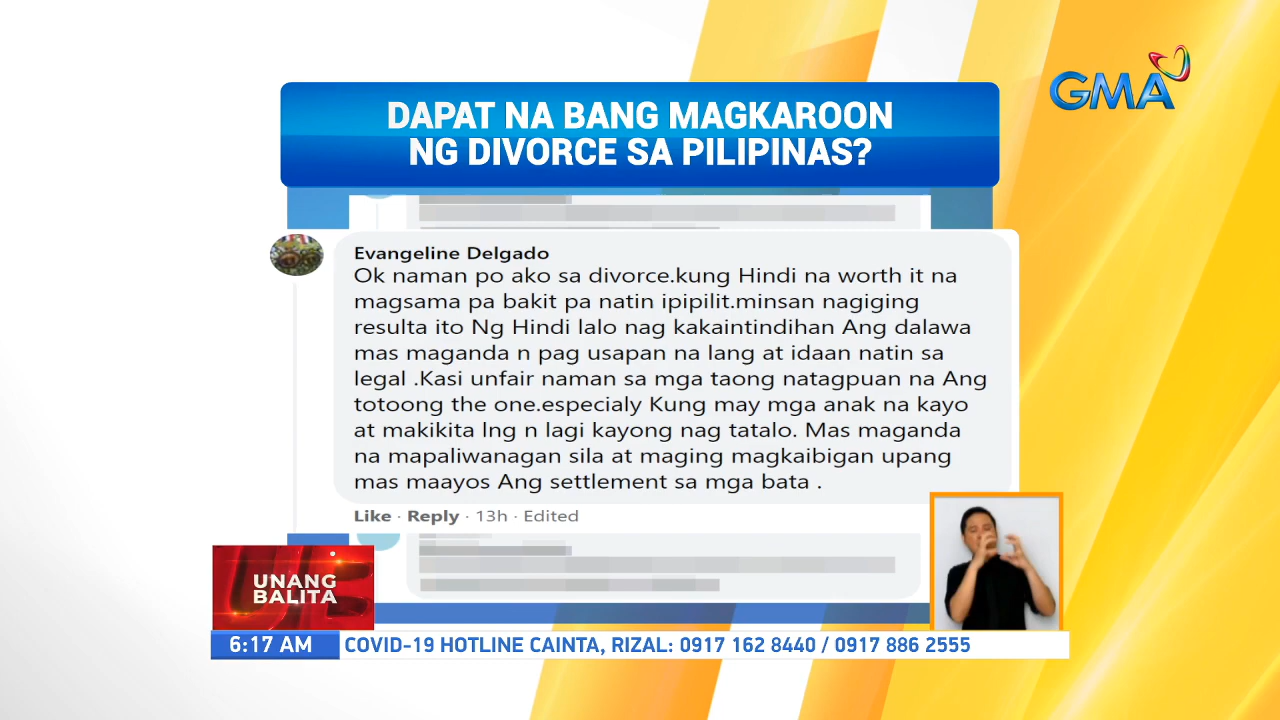 DAPAT NA BANG MAGKAROON
NG DIVORCE SA PILIPINAS?
GMA
Evangeline Delgado
Ok naman po ako sa divorce.kung Hindi na worth it na
magsama pa bakit pa natin ipipilit.minsan nagiging
resulta ito Ng Hindi lalo nag kakaintindihan Ang dalawa
mas maganda n pag usapan na lang at idaan natin sa
legal .Kasi unfair naman sa mga taong natagpuan na Ang
totoong the one.especialy Kung may mga anak na kayo
at makikita lng n lagi kayong nag tatalo. Mas maganda
na mapaliwanagan sila at maging magkaibigan upang
mas maayos Ang settlement sa mga bata .
Like · Reply · 13h · Edited
UNANG
BALITA
6:17 AM
COVID-19 HOTLINE CAINTA, RIZAL: 0917 162 8440 / 0917 886 2555